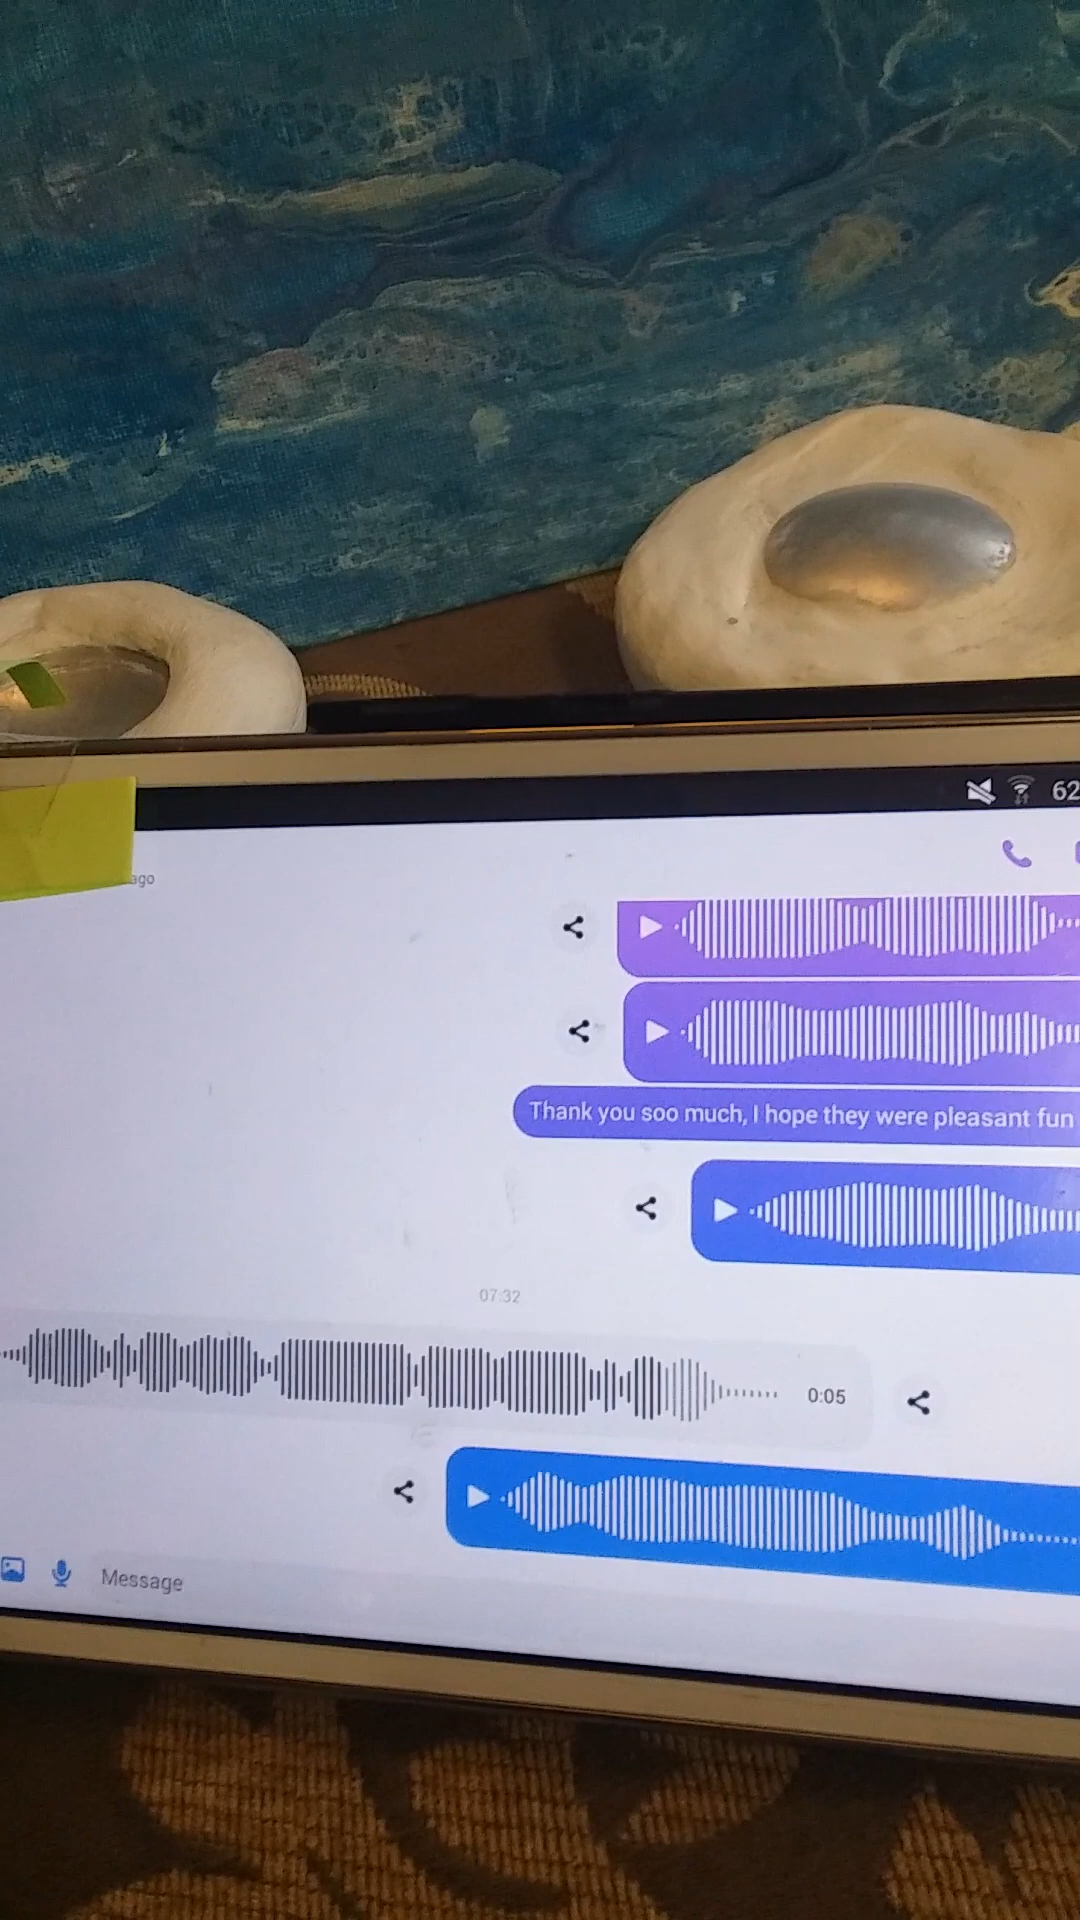 62
ago
Thank you soo much, I hope they were pleasant fun
07:32
0:05
Message